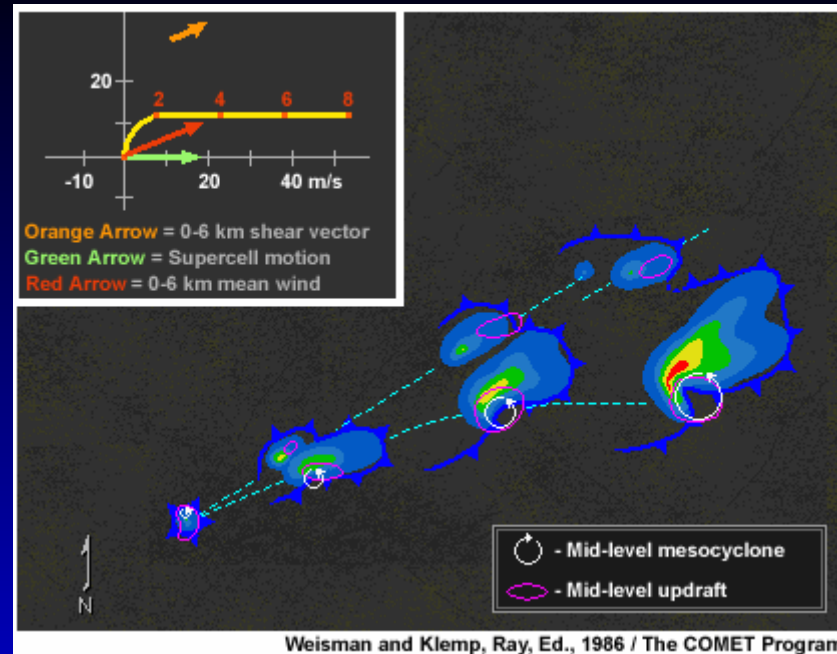 20
2 4 6 8
-10 20 40 m/s
Orange Arrow = 0-6 km shear vector
Green Arrow = Supercell motion
Red Arrow = 0-6 km mean wind
- Mid-level mesocyclone
- Mid-level updraft
N
Weisman and Klemp, Ray, Ed., 1986 / The COMET Program